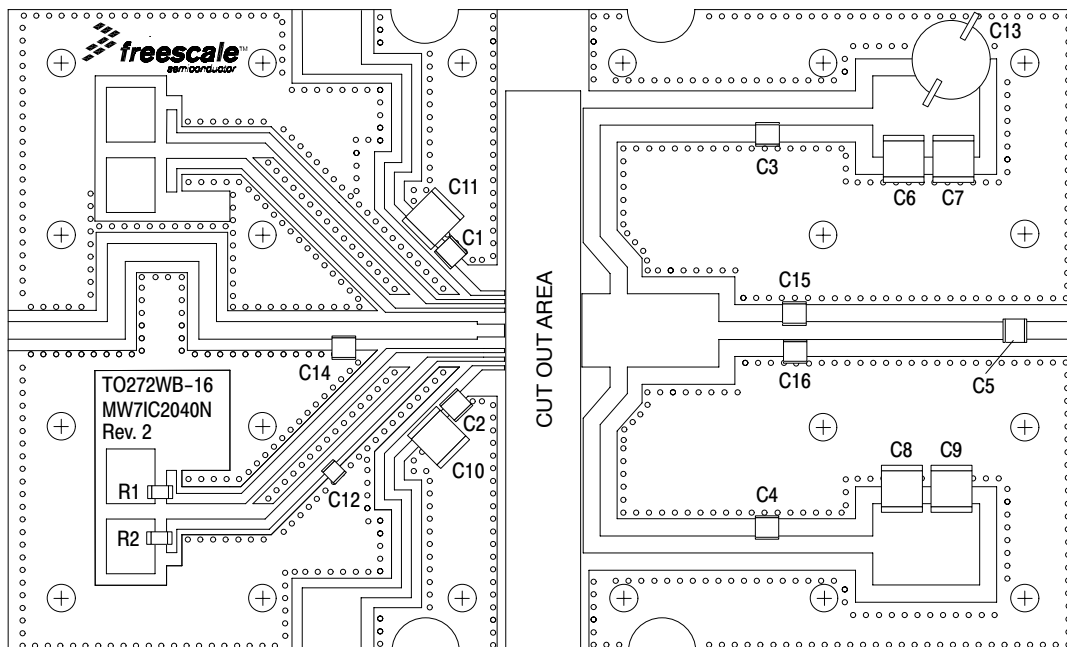 freescale™
semiconductor
C13
C3
C6 C7
C11
C1
CUT OUT AREA
C15
C14
C16
C5
TO272WB-16
MW7IC2040N
Rev. 2
C2
C10
C8 C9
R1
C12
C4
R2